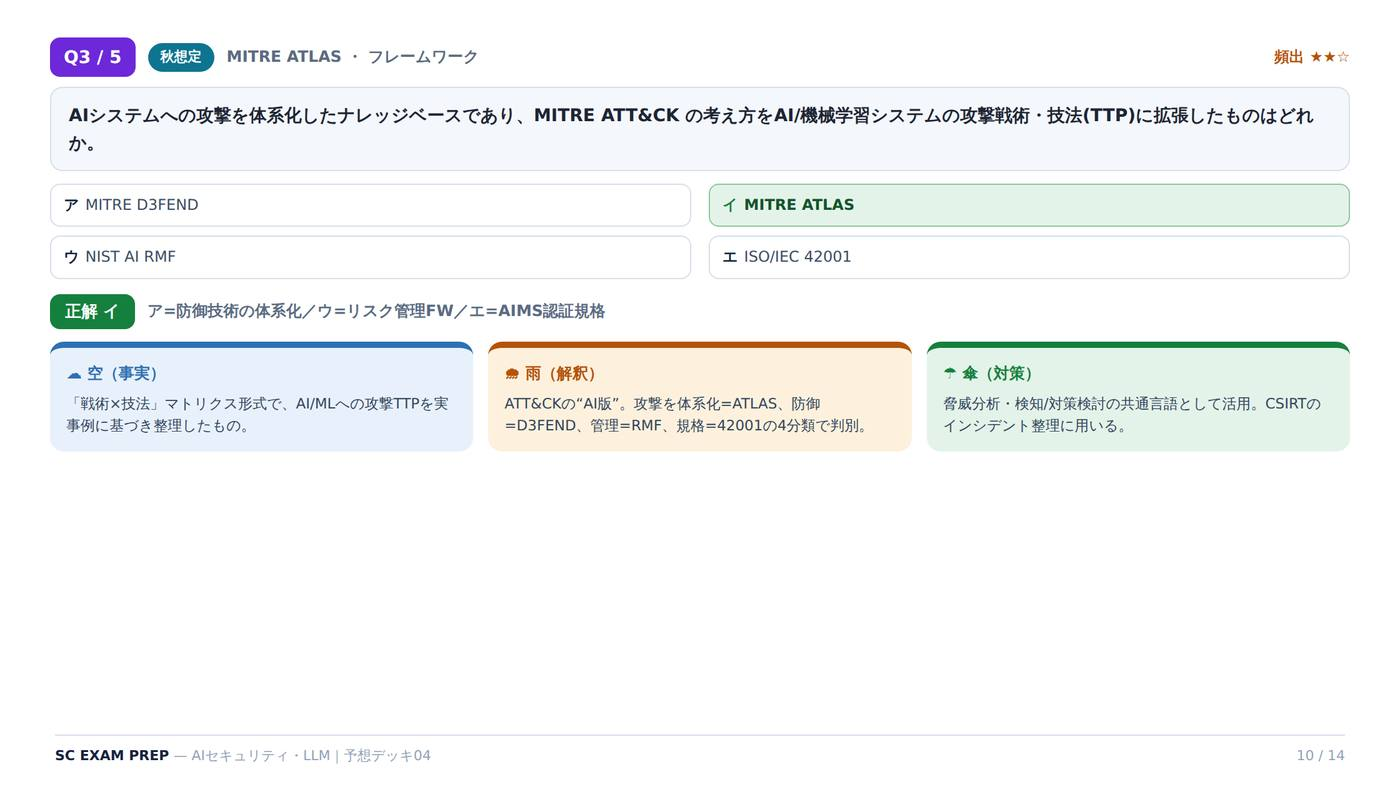 Q3 / 5 秋想定 MITRE ATLAS ・ フレームワーク 頻出 ★★☆
AIシステムへの攻撃を体系化したナレッジベースであり、MITRE ATT&CK の考え方をAI/機械学習システムの攻撃戦術・技法(TTP)に拡張したものはどれ
か。
ア MITRE D3FEND
イ MITRE ATLAS
ウ NIST AI RMF
エ ISO/IEC 42001
正解 イ ア=防御技術の体系化／ウ=リスク管理FW／エ=AIMS認証規格
☁ 空（事実）
「戦術×技法」マトリクス形式で、AI/MLへの攻撃TTPを実
事例に基づき整理したもの。
🌧 雨（解釈）
ATT&CKの“AI版”。攻撃を体系化=ATLAS、防御
=D3FEND、管理=RMF、規格=42001の4分類で判別。
☂ 傘（対策）
脅威分析・検知/対策検討の共通言語として活用。CSIRTの
インシデント整理に用いる。
SC EXAM PREP — AIセキュリティ・LLM｜予想デッキ04 10 / 14